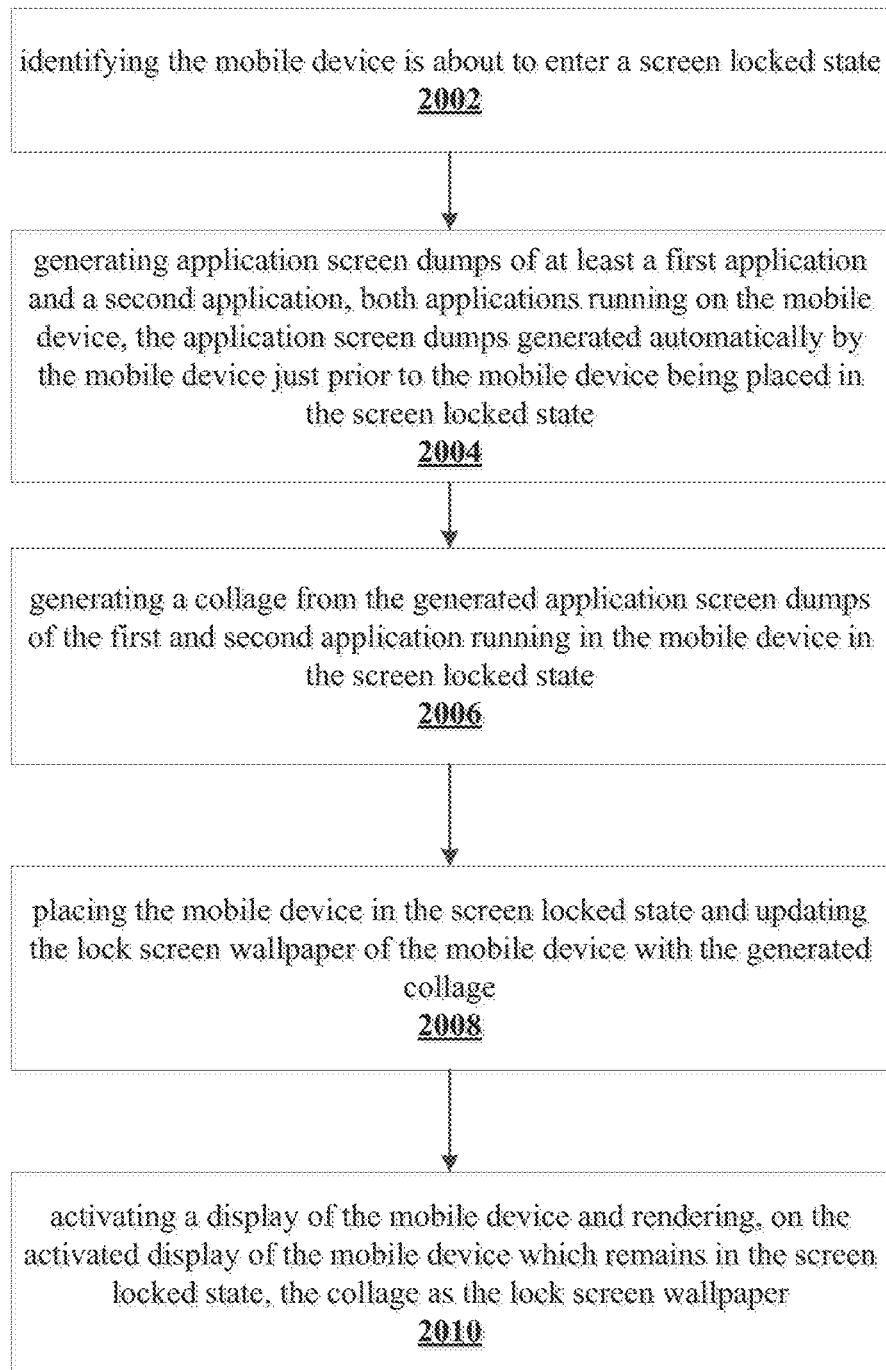 identifying the mobile device is about to enter a screen locked state
2002
generating application screen dumps of at least a first application
and a second application, both applications running on the mobile
device, the application screen dumps generated automatically by
the mobile device just prior to the mobile device being placed in
the screen locked state
2004
generating a collage from the generated application screen dumps
of the first and second application running in the mobile device in
the screen locked state
2006
placing the mobile device in the screen locked state and updating
the lock screen wallpaper of the mobile device with the generated
collage
2008
activating a display of the mobile device and rendering, on the
activated display of the mobile device which remains in the screen
locked state, the collage as the lock screen wallpaper
2010